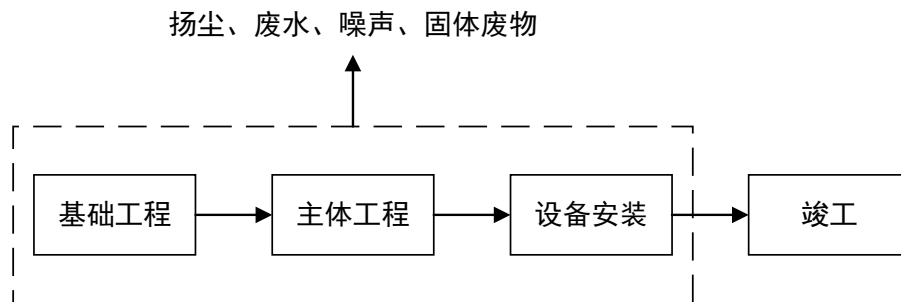 扬尘、废水、噪声、固体废物
基础工程
主体工程
设备安装
竣工